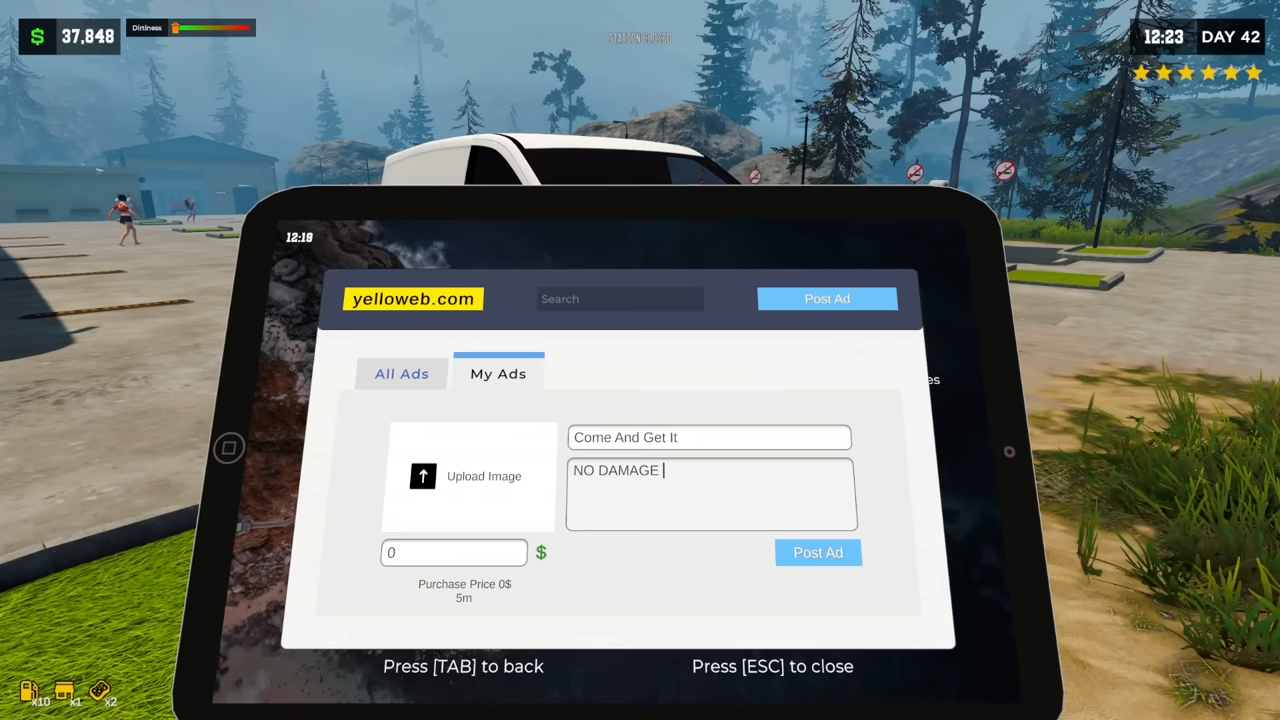 $ 37,848
Dirtiness
STATION CLOSED
12:23 DAY 42
12:19
yelloweb.com
Search
Post Ad
All Ads
My Ads
es
Come And Get It
Upload Image
NO DAMAGE
0 $
Post Ad
Purchase Price 0$
5m
Press [TAB] to back
Press [ESC] to close
x10 x1 x2